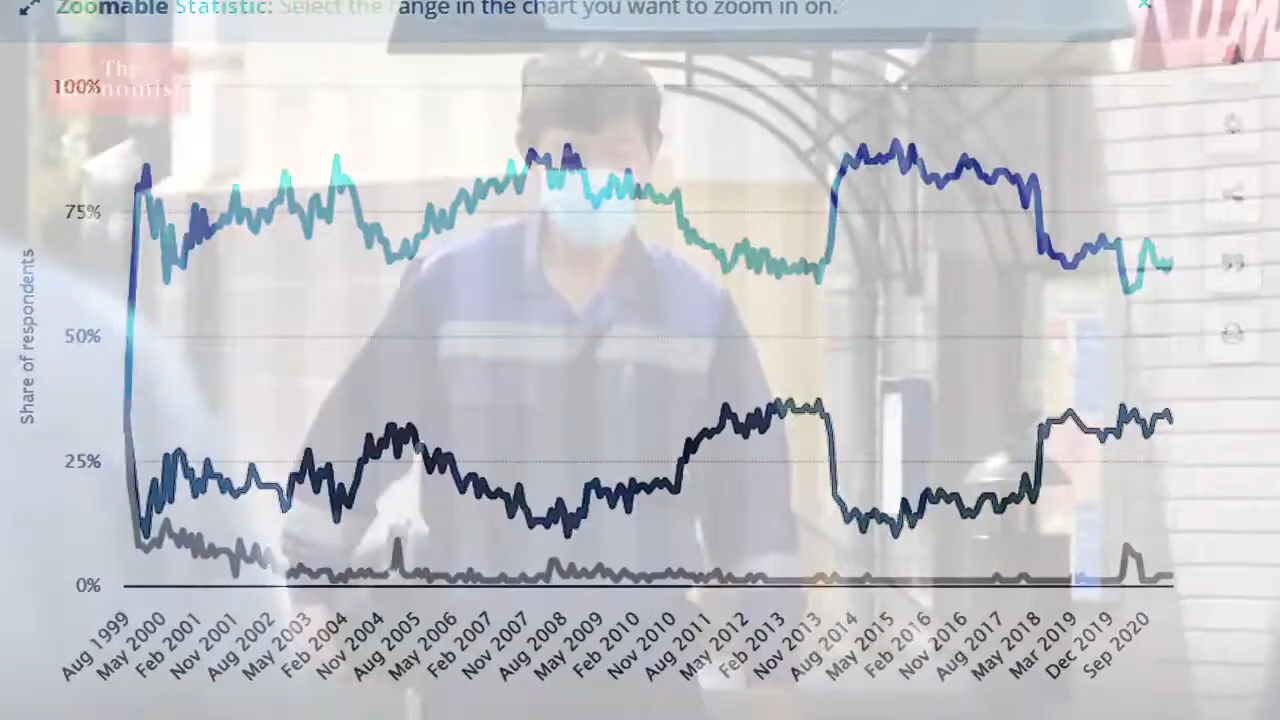 Zoomable Statistic: Select the range in the chart you want to zoom in on.
×
The
Economist
100%
75%
50%
25%
0%
Share of respondents
Aug 1999
May 2000
Feb 2001
Nov 2001
Aug 2002
May 2003
Feb 2004
Nov 2004
Aug 2005
May 2006
Feb 2007
Nov 2007
Aug 2008
May 2009
Feb 2010
Nov 2010
Aug 2011
May 2012
Feb 2013
Nov 2013
Aug 2014
May 2015
Feb 2016
Nov 2016
Aug 2017
May 2018
Mar 2019
Dec 2019
Sep 2020